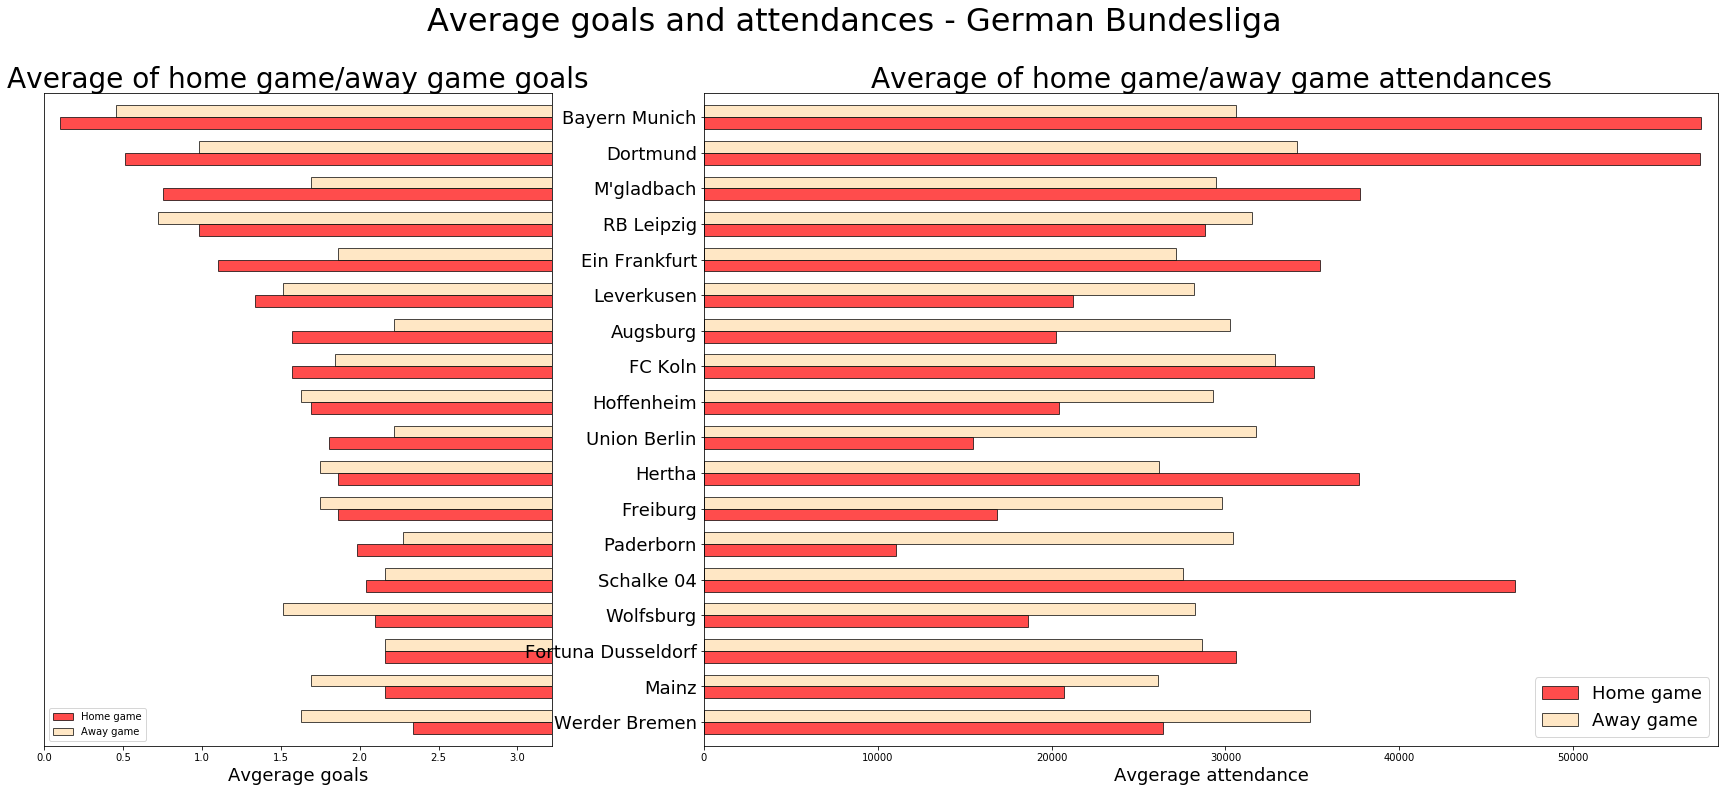 Average goals and attendances - German Bundesliga
Average of home game/away game goals
Average of home game/away game attendances
Bayern Munich
Dortmund
M'gladbach
RB Leipzig
Ein Frankfurt
Leverkusen
Augsburg
FC Koln
Hoffenheim
Union Berlin
Hertha
Freiburg
Paderborn
Schalke 04
Wolfsburg
Fortuna Dusseldorf
Mainz
Werder Bremen
Home game
Away game
Home game
Away game
0.0 0.5 1.0 1.5 2.0 2.5 3.0
0 10000 20000 30000 40000 50000
Avgerage goals
Avgerage attendance